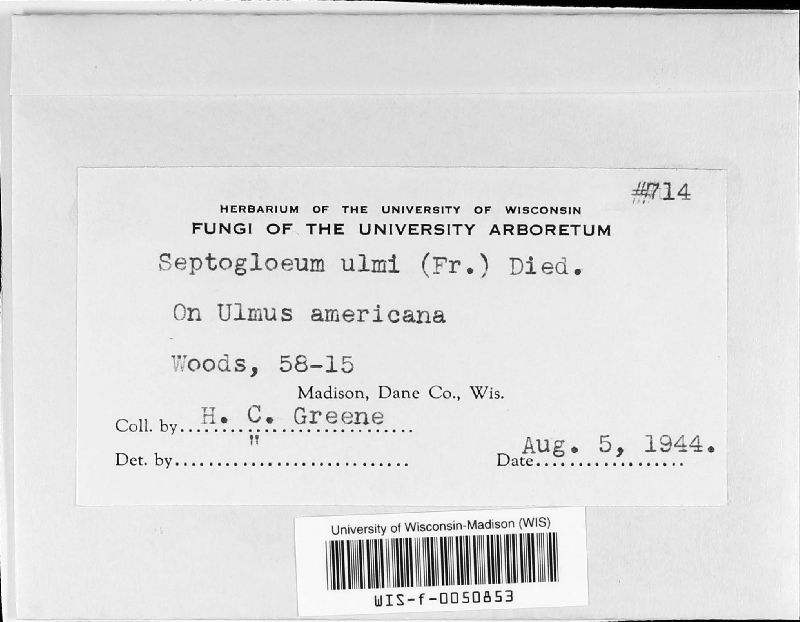 #714
HERBARIUM OF THE UNIVERSITY OF WISCONSIN
FUNGI OF THE UNIVERSITY ARBORETUM
Septogloeum ulmi (Fr.) Died.
On Ulmus americana
Woods, 58-15
Madison, Dane Co., Wis.
Coll. by H. C. Greene
Det. by "
Date Aug. 5, 1944.
University of Wisconsin-Madison (WIS)
WIS-f-0050853